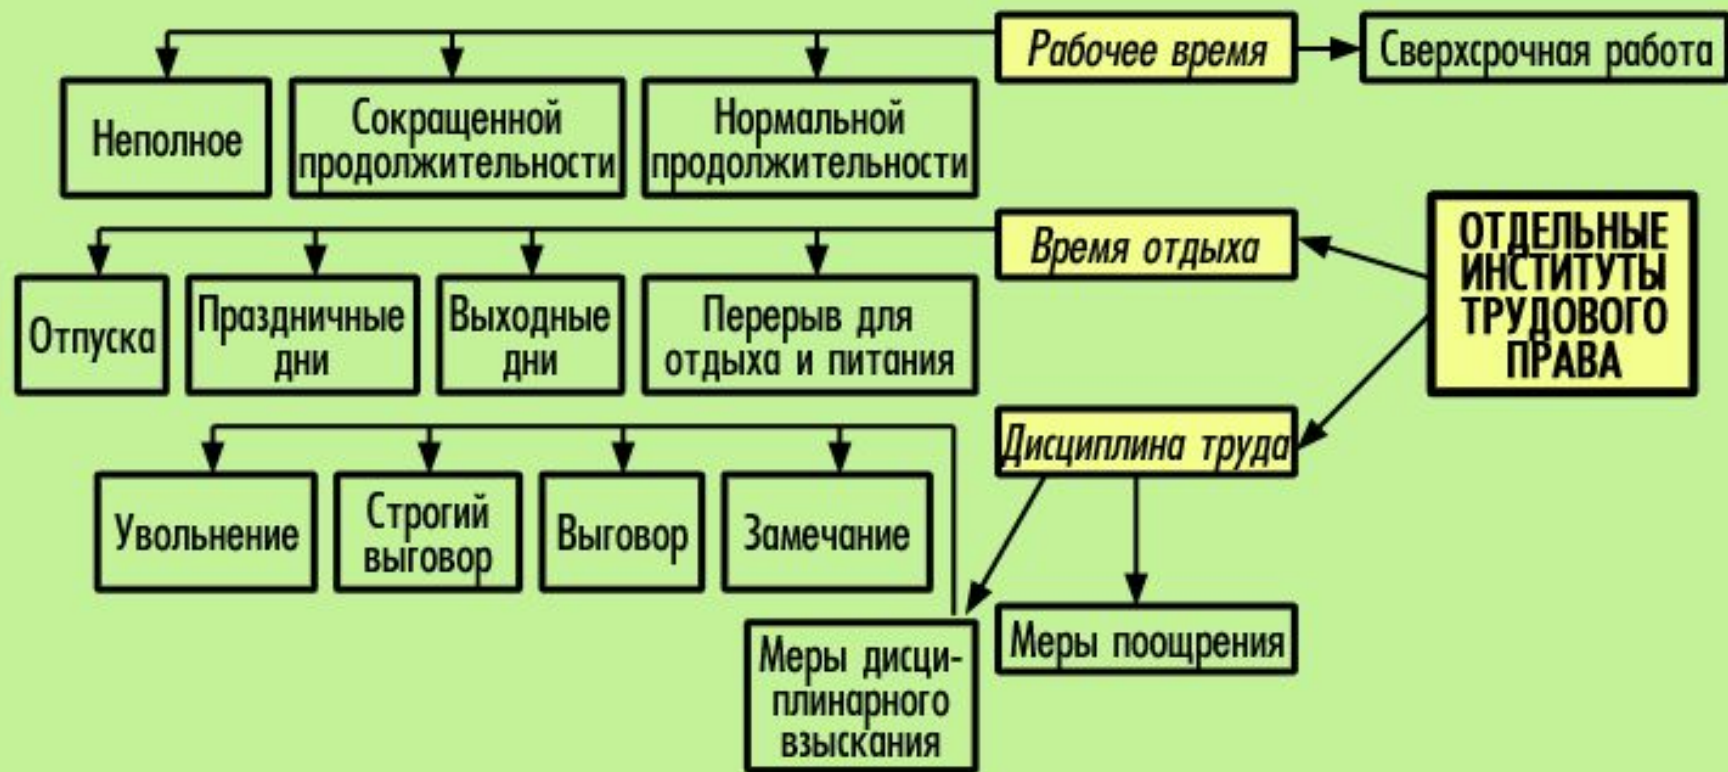 Рабочее время
Сверхсрочная работа
Неполное
Сокращенной
продолжительности
Нормальной
продолжительности
Время отдыха
ОТДЕЛЬНЫЕ
ИНСТИТУТЫ
ТРУДОВОГО
ПРАВА
Отпуска
Праздничные
дни
Выходные
дни
Перерыв для
отдыха и питания
Дисциплина труда
Увольнение
Строгий
выговор
Выговор
Замечание
Меры дисци-
плинарного
взыскания
Меры поощрения